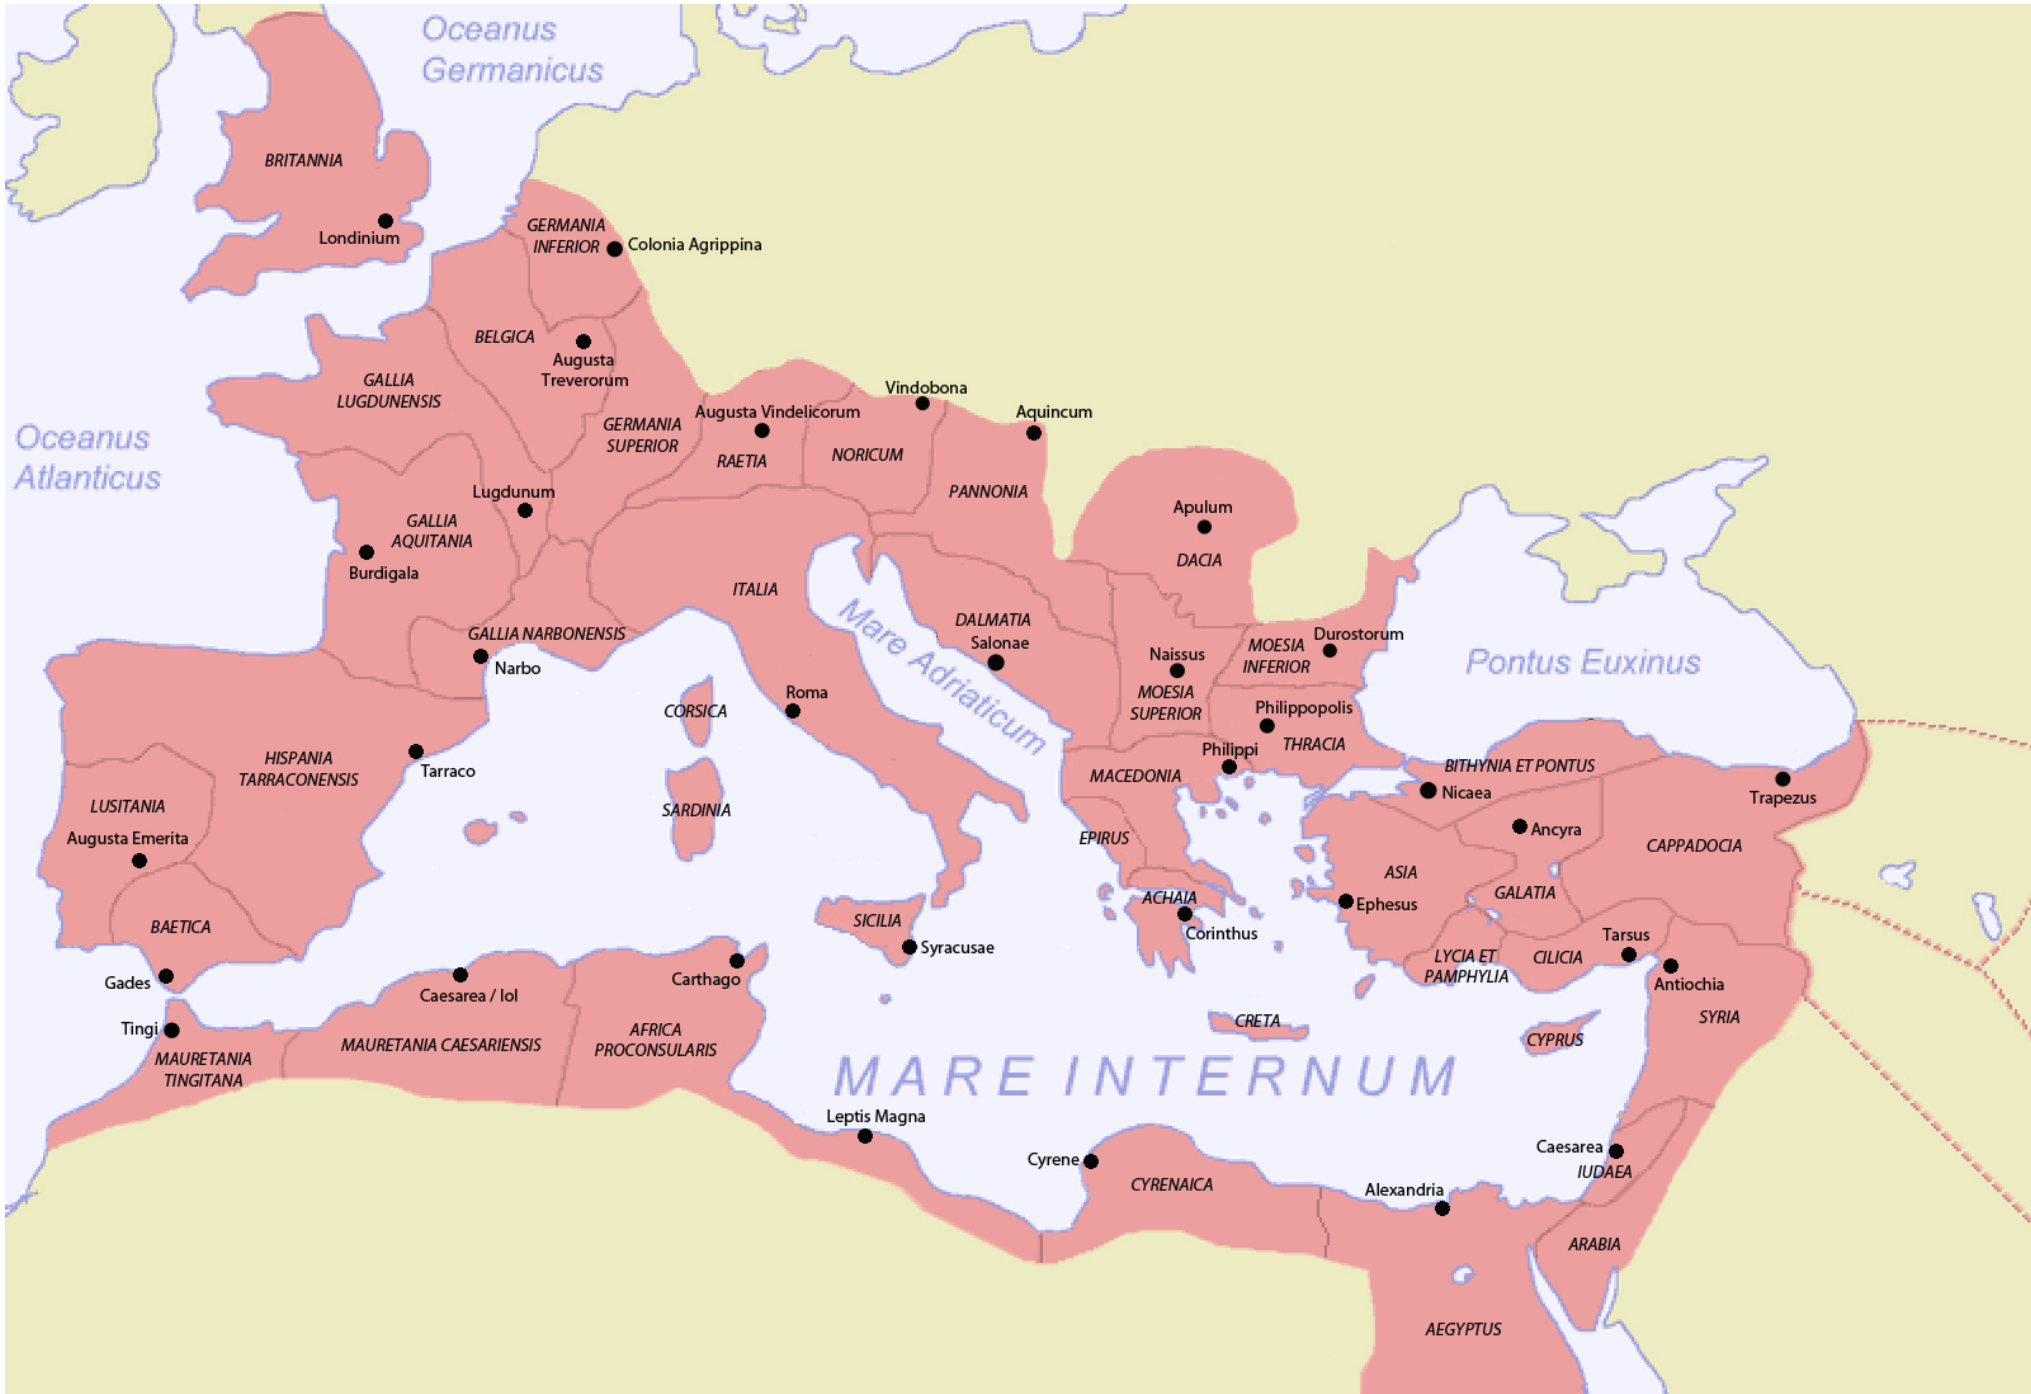 Oceanus
Germanicus
BRITANNIA
Londinium
GERMANIA
INFERIOR
Colonia Agrippina
BELGICA
Augusta
Treverorum
GALLIA
LUGDUNENSIS
Oceanus
Atlanticus
GERMANIA
SUPERIOR
Augusta Vindelicorum
RAETIA
NORICUM
Vindobona
Aquincum
PANNONIA
Lugdunum
GALLIA
AQUITANIA
Burdigala
Apulum
DACIA
ITALIA
Mare Adriaticum
DALMATIA
Salonae
GALLIA NARBONENSIS
Narbo
Naissus
MOESIA
SUPERIOR
MOESIA
INFERIOR
Durostorum
Pontus Euxinus
Roma
CORSICA
Philippopolis
THRACIA
Philippi
HISPANIA
TARRACONENSIS
Tarraco
MACEDONIA
BITHYNIA ET PONTUS
Nicaea
Trapezus
LUSITANIA
Augusta Emerita
SARDINIA
EPIRUS
Ancyra
CAPPADOCIA
ASIA
GALATIA
Ephesus
BAETICA
SICILIA
Syracusae
ACHAIA
Corinthus
Tarsus
LYCIA ET
PAMPHYLIA
CILICIA
Antiochia
SYRIA
Gades
Caesarea / Iol
Carthago
Tingi
MAURETANIA
TINGITANA
MAURETANIA CAESARIENSIS
AFRICA
PROCONSULARIS
CRETA
CYPRUS
MARE INTERNUM
Leptis Magna
Cyrene
CYRENAICA
Alexandria
Caesarea
IUDAEA
ARABIA
AEGYPTUS